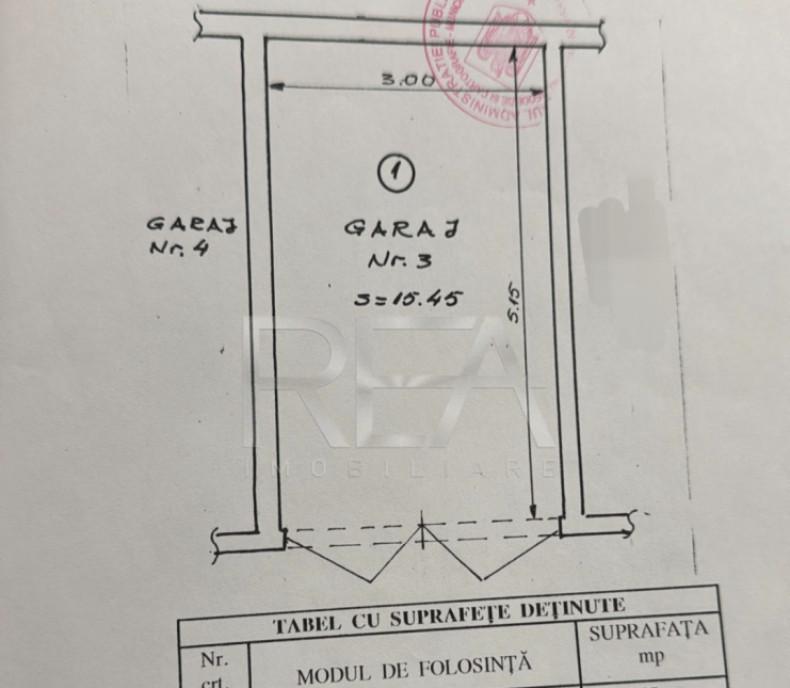 3.00
1
GARAJ
Nr. 4
GARAJ
Nr. 3
S=15.45
5.15
REA
IMOBILIARE
TABEL CU SUPRAFEȚE DEȚINUTE
Nr.
crt.
MODUL DE FOLOSINȚĂ
SUPRAFAȚA
mp